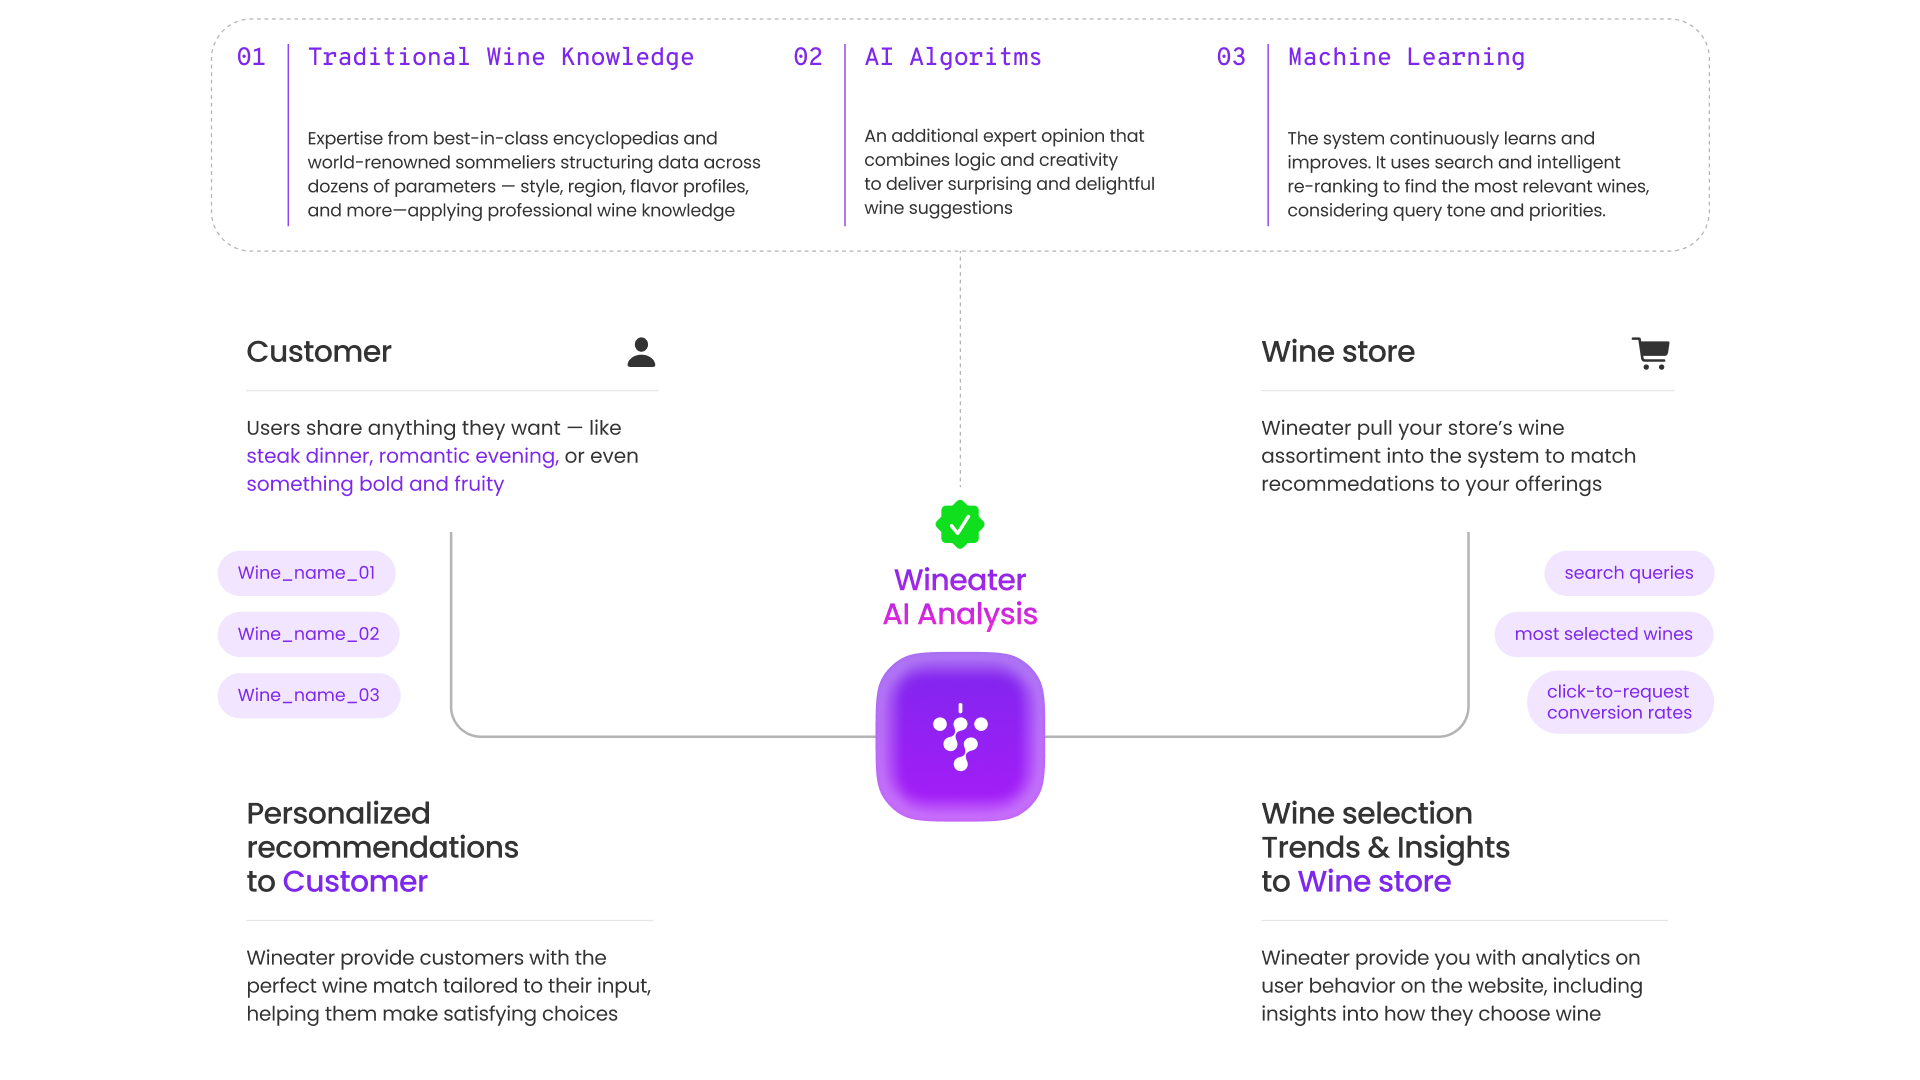 01
Traditional Wine Knowledge
Expertise from best-in-class encyclopedias and
world-renowned sommeliers structuring data across
dozens of parameters — style, region, flavor profiles,
and more—applying professional wine knowledge
02
AI Algoritms
An additional expert opinion that
combines logic and creativity
to deliver surprising and delightful
wine suggestions
03
Machine Learning
The system continuously learns and
improves. It uses search and intelligent
re-ranking to find the most relevant wines,
considering query tone and priorities.
Customer
Users share anything they want — like
steak dinner, romantic evening, or even
something bold and fruity
Wine_name_01
Wine_name_02
Wine_name_03
Wineater
AI Analysis
Wine store
Wineater pull your store’s wine
assortiment into the system to match
recommedations to your offerings
search queries
most selected wines
click-to-request
conversion rates
Personalized
recommendations
to Customer
Wineater provide customers with the
perfect wine match tailored to their input,
helping them make satisfying choices
Wine selection
Trends & Insights
to Wine store
Wineater provide you with analytics on
user behavior on the website, including
insights into how they choose wine